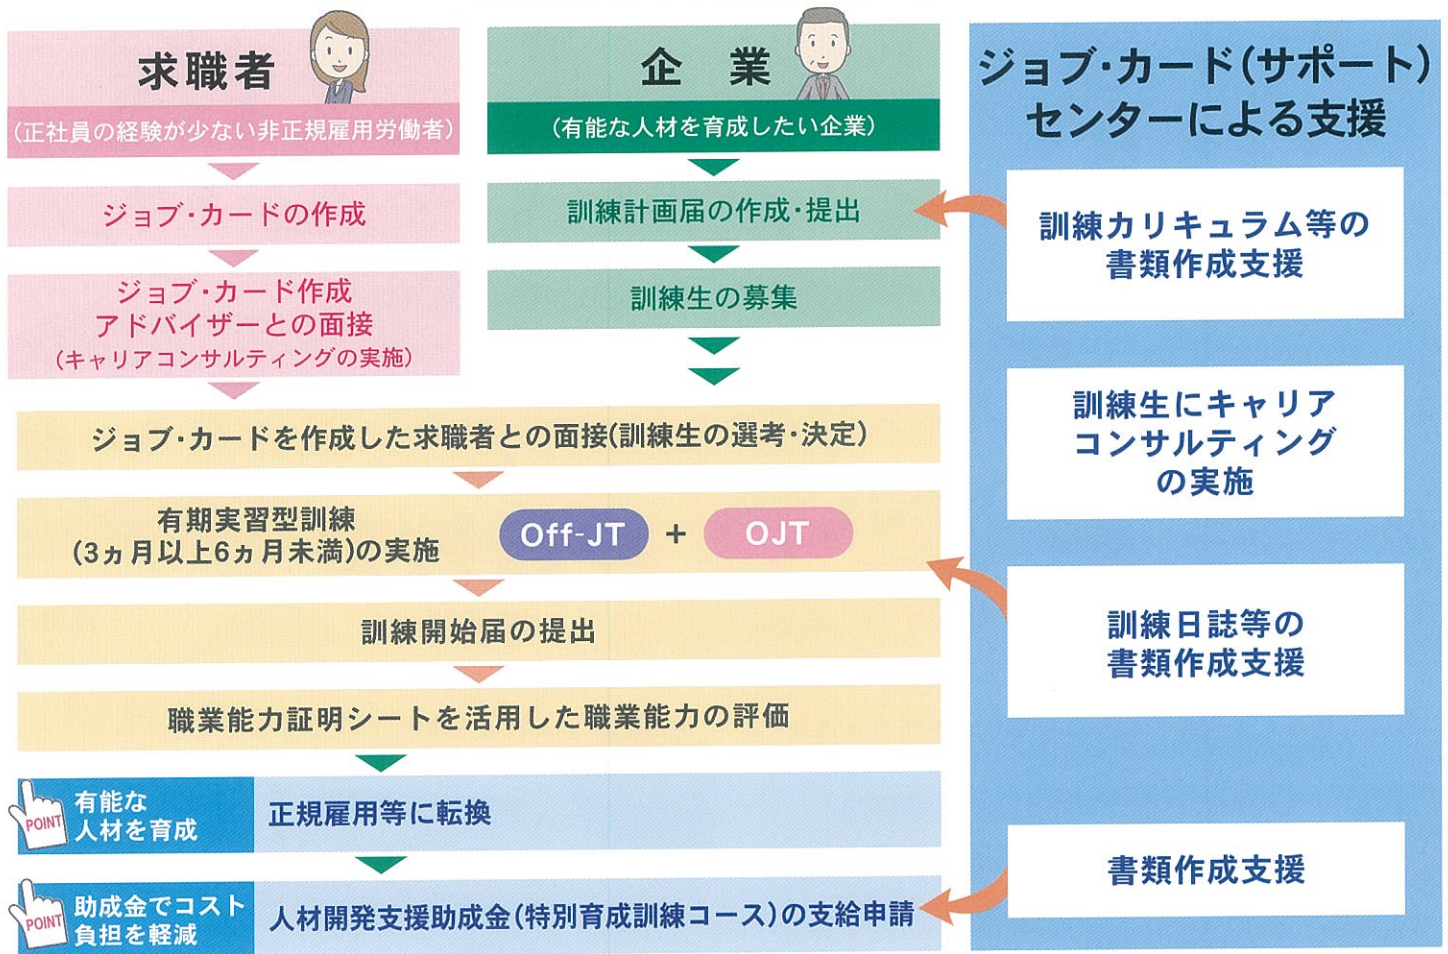 求職者
(正社員の経験が少ない非正規雇用労働者)
ジョブ・カードの作成
ジョブ・カード作成
アドバイザーとの面接
(キャリアコンサルティングの実施)
企　業
(有能な人材を育成したい企業)
訓練計画届の作成・提出
訓練生の募集
ジョブ・カードを作成した求職者との面接(訓練生の選考・決定)
有期実習型訓練
(3ヵ月以上6ヵ月未満)の実施
Off-JT + OJT
訓練開始届の提出
職業能力証明シートを活用した職業能力の評価
POINT
有能な
人材を育成
正規雇用等に転換
POINT
助成金でコスト
負担を軽減
人材開発支援助成金(特別育成訓練コース)の支給申請
ジョブ・カード(サポート)
センターによる支援
訓練カリキュラム等の
書類作成支援
訓練生にキャリア
コンサルティング
の実施
訓練日誌等の
書類作成支援
書類作成支援